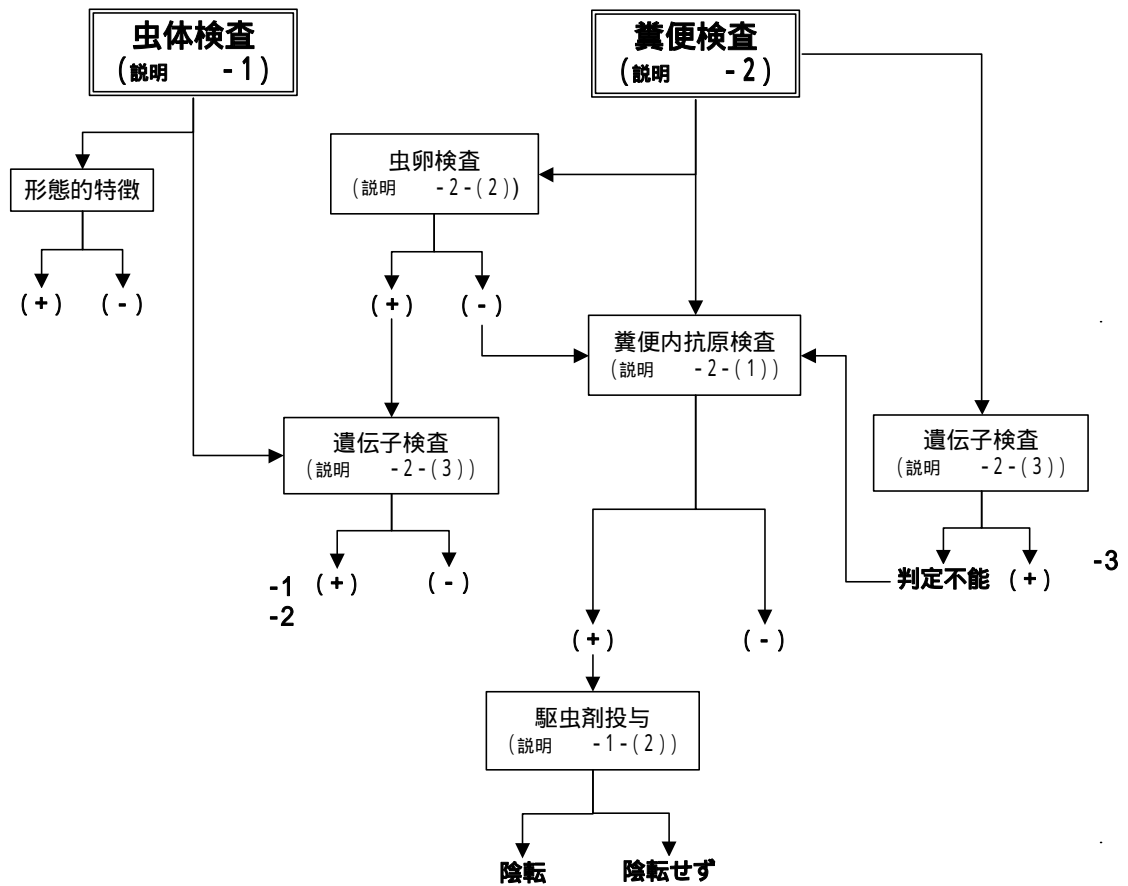 虫体検査
(説明 -1)
糞便検査
(説明 -2)
虫卵検査
(説明 -2-(2))
形態的特徴
(+)
(-)
(+)
(-)
糞便内抗原検査
(説明 -2-(1))
遺伝子検査
(説明 -2-(3))
遺伝子検査
(説明 -2-(3))
-1
(+)
(-)
-2
判定不能
(+)
-3
(+)
(-)
駆虫剤投与
(説明 -1-(2))
陰転
陰転せず